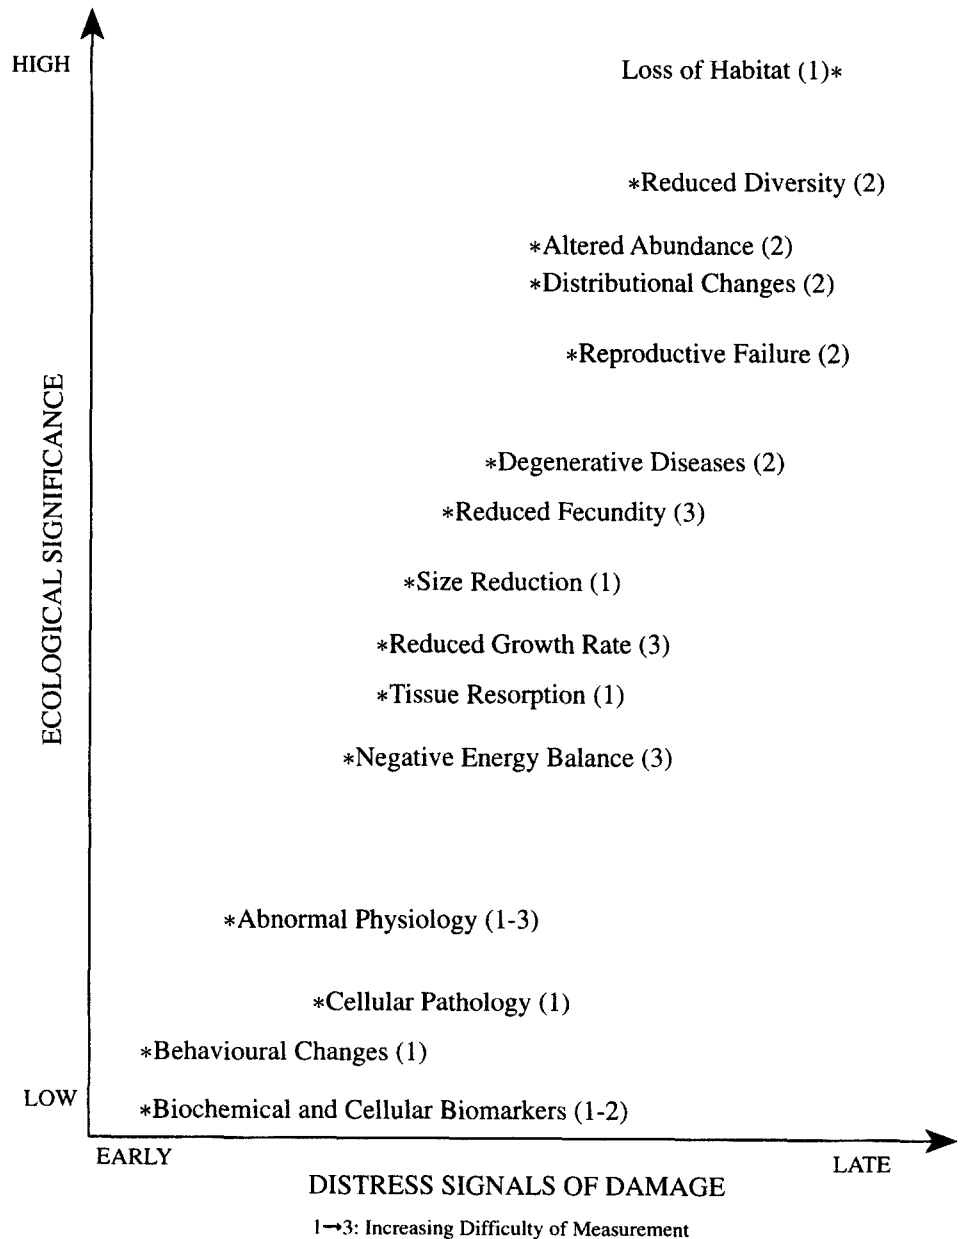 HIGH
Loss of Habitat (1)*
*Reduced Diversity (2)
*Altered Abundance (2)
*Distributional Changes (2)
*Reproductive Failure (2)
ECOLOGICAL SIGNIFICANCE
*Degenerative Diseases (2)
*Reduced Fecundity (3)
*Size Reduction (1)
*Reduced Growth Rate (3)
*Tissue Resorption (1)
*Negative Energy Balance (3)
*Abnormal Physiology (1-3)
*Cellular Pathology (1)
*Behavioural Changes (1)
LOW
*Biochemical and Cellular Biomarkers (1-2)
EARLY
LATE
DISTRESS SIGNALS OF DAMAGE
1→3: Increasing Difficulty of Measurement